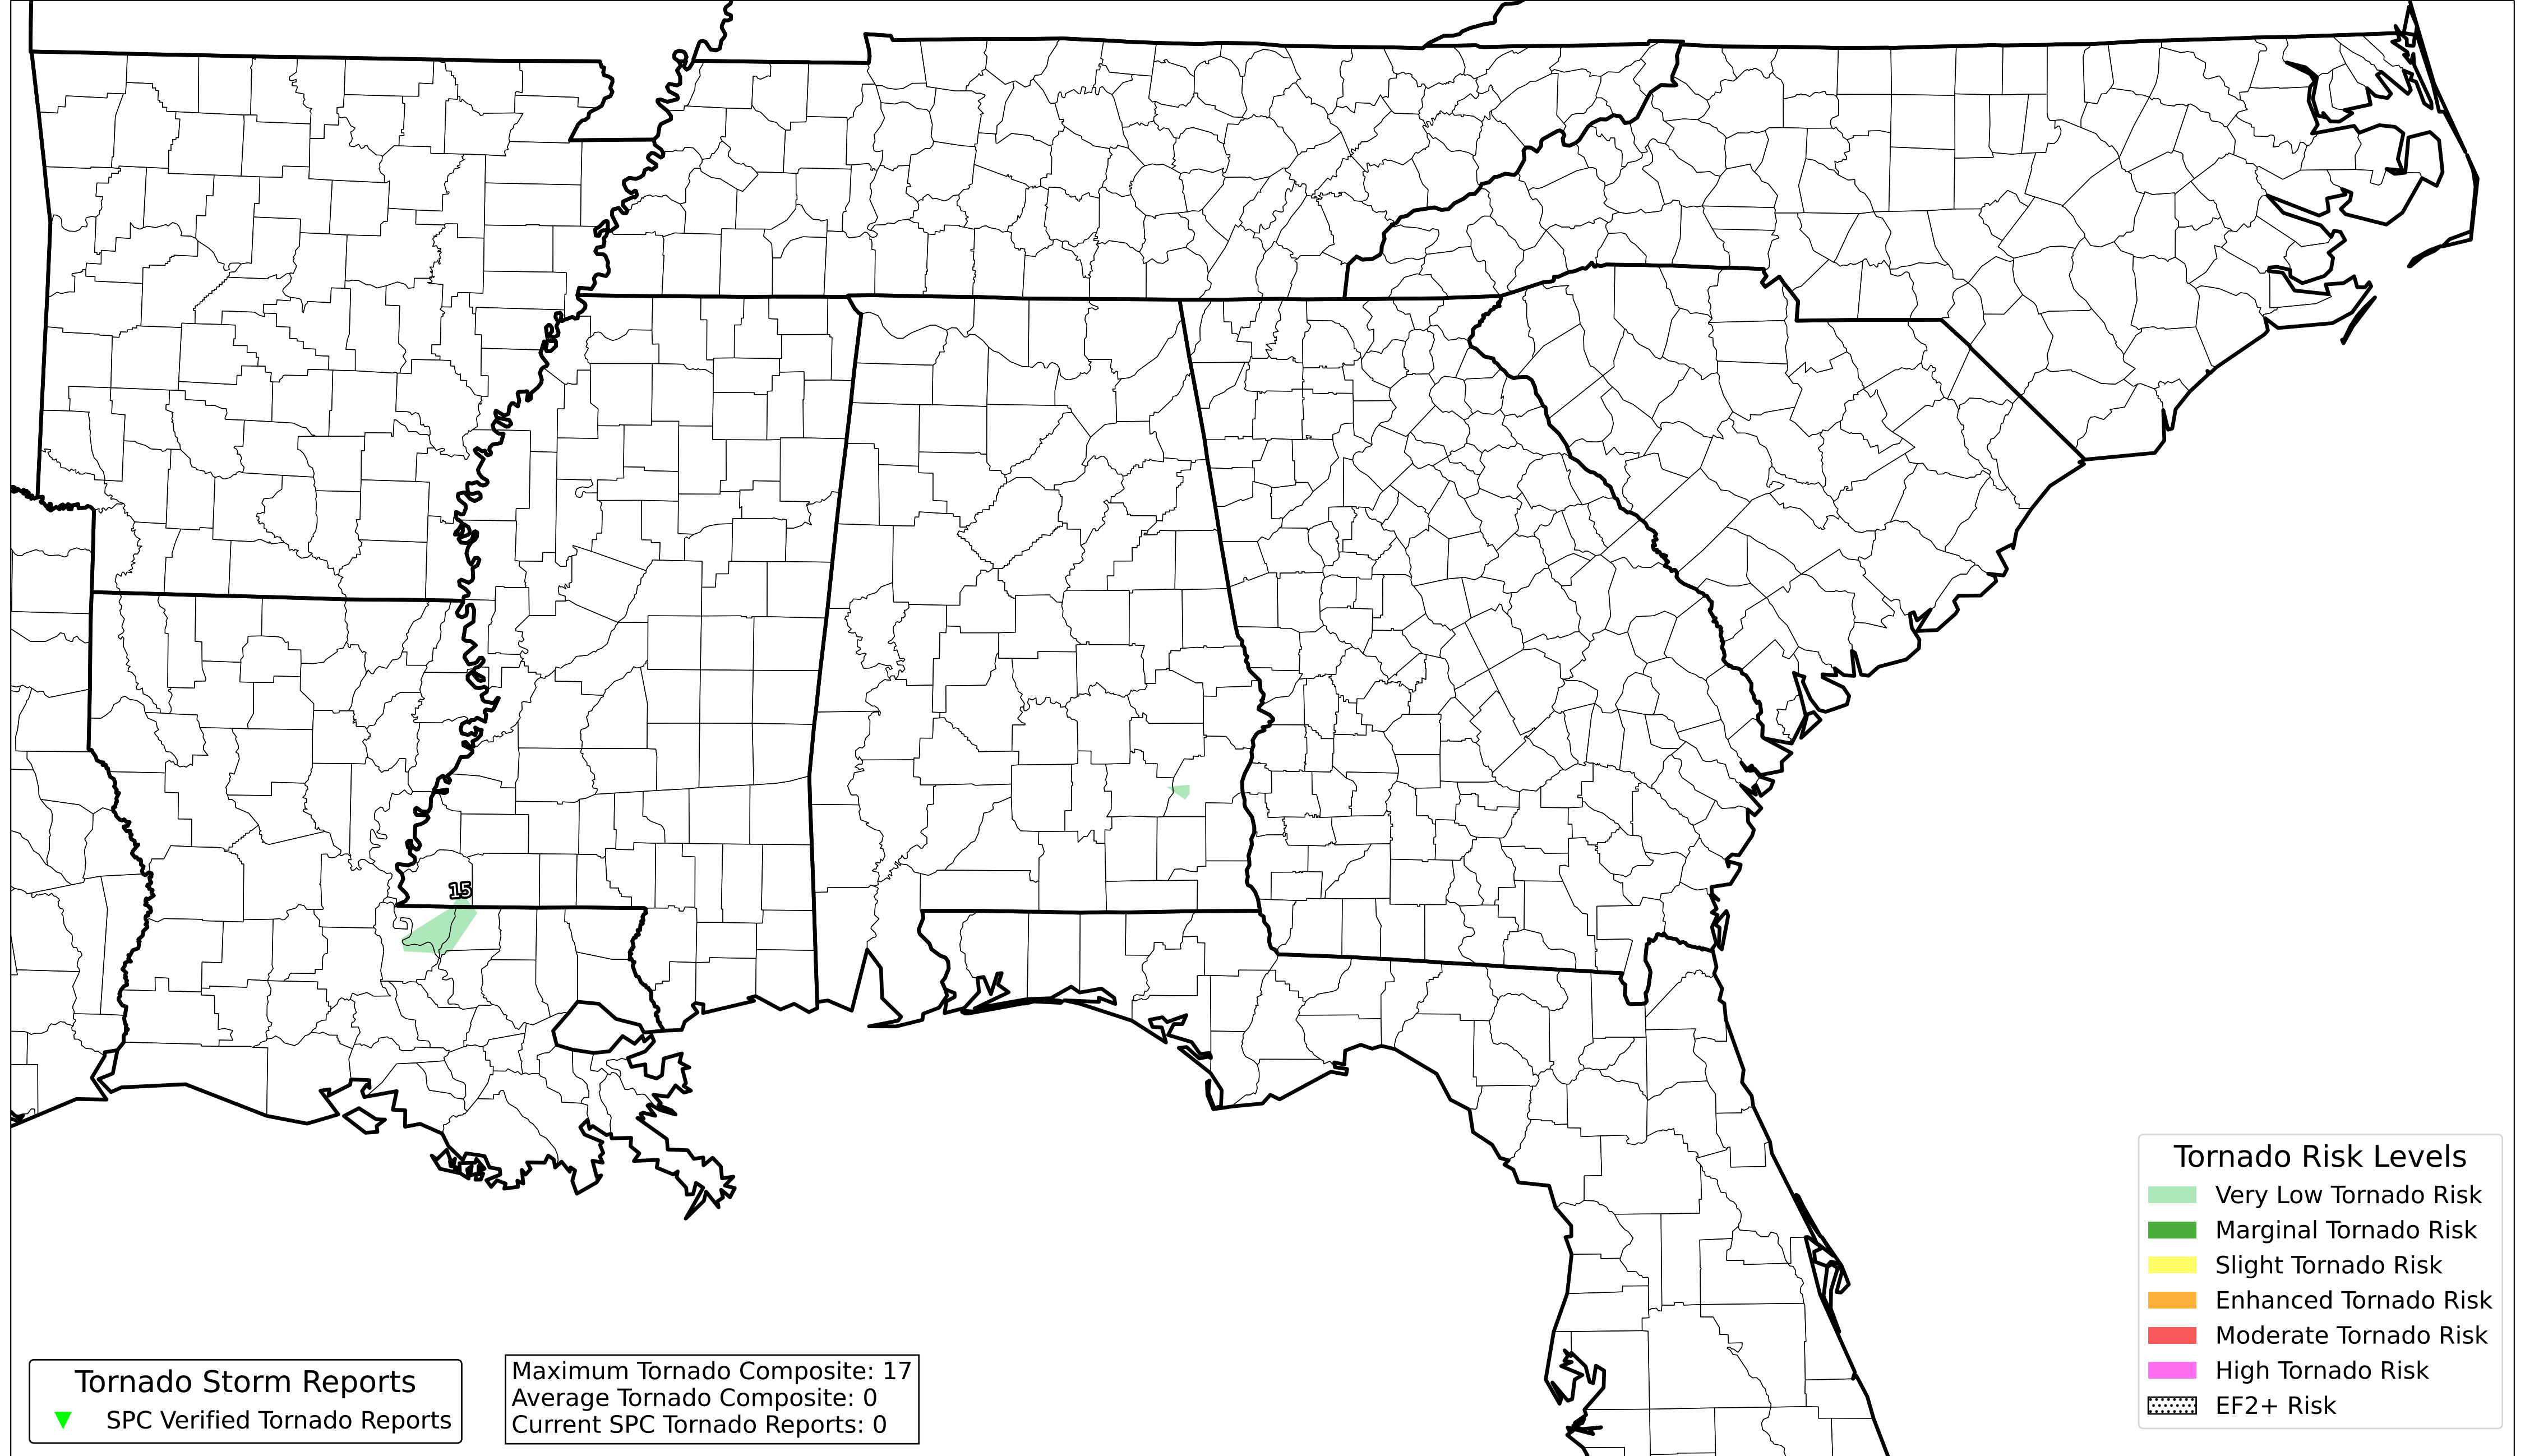 15
Tornado Risk Levels
Very Low Tornado Risk
Marginal Tornado Risk
Slight Tornado Risk
Enhanced Tornado Risk
Moderate Tornado Risk
High Tornado Risk
EF2+ Risk
Tornado Storm Reports
SPC Verified Tornado Reports
Maximum Tornado Composite: 17
Average Tornado Composite: 0
Current SPC Tornado Reports: 0